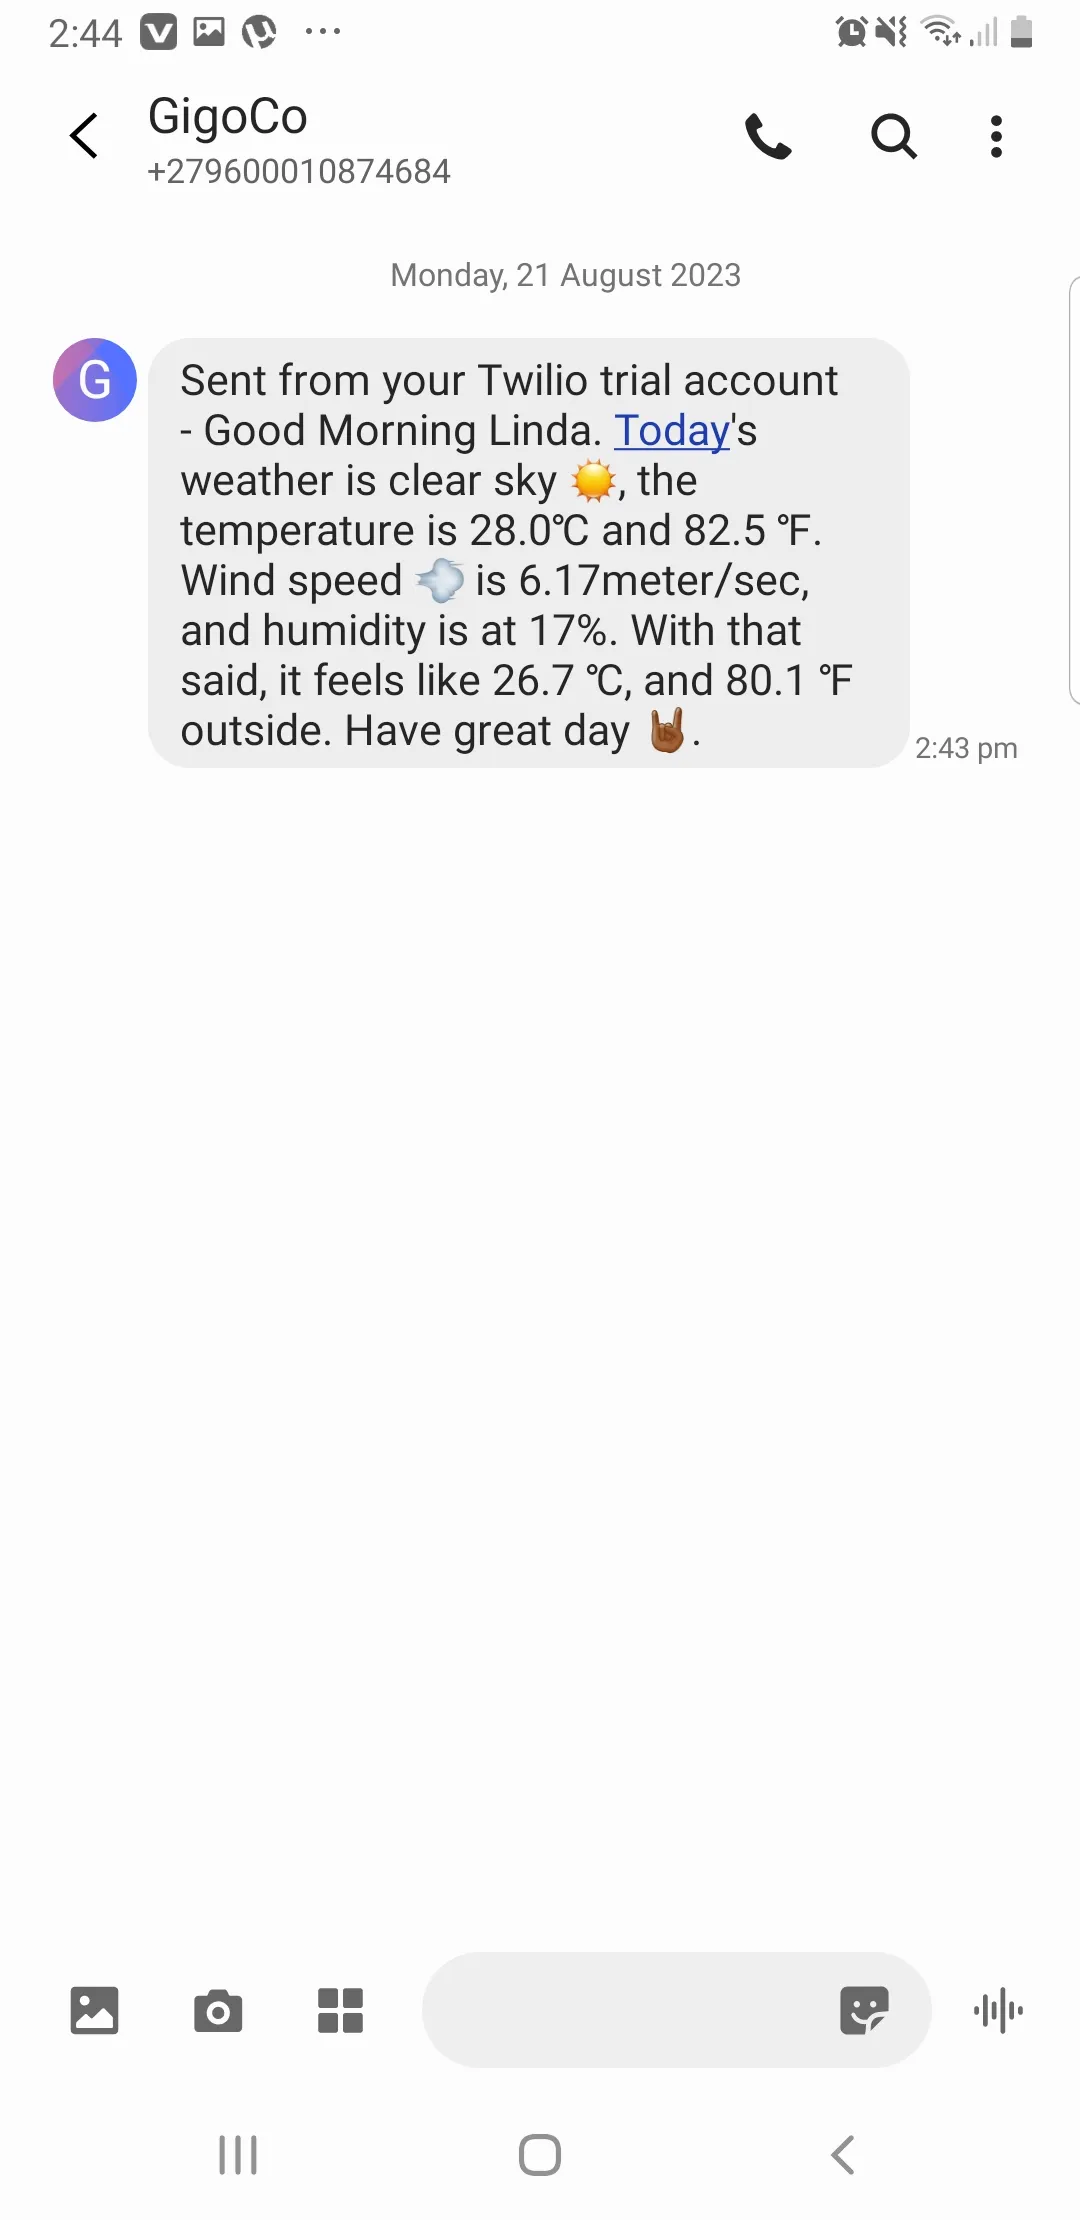 2:44
GigoCo
+279600010874684
Monday, 21 August 2023
G
Sent from your Twilio trial account
- Good Morning Linda. Today's
weather is clear sky ☀️, the
temperature is 28.0℃ and 82.5 ℉.
Wind speed 💨 is 6.17meter/sec,
and humidity is at 17%. With that
said, it feels like 26.7 ℃, and 80.1 ℉
outside. Have great day 🤘🏾.
2:43 pm